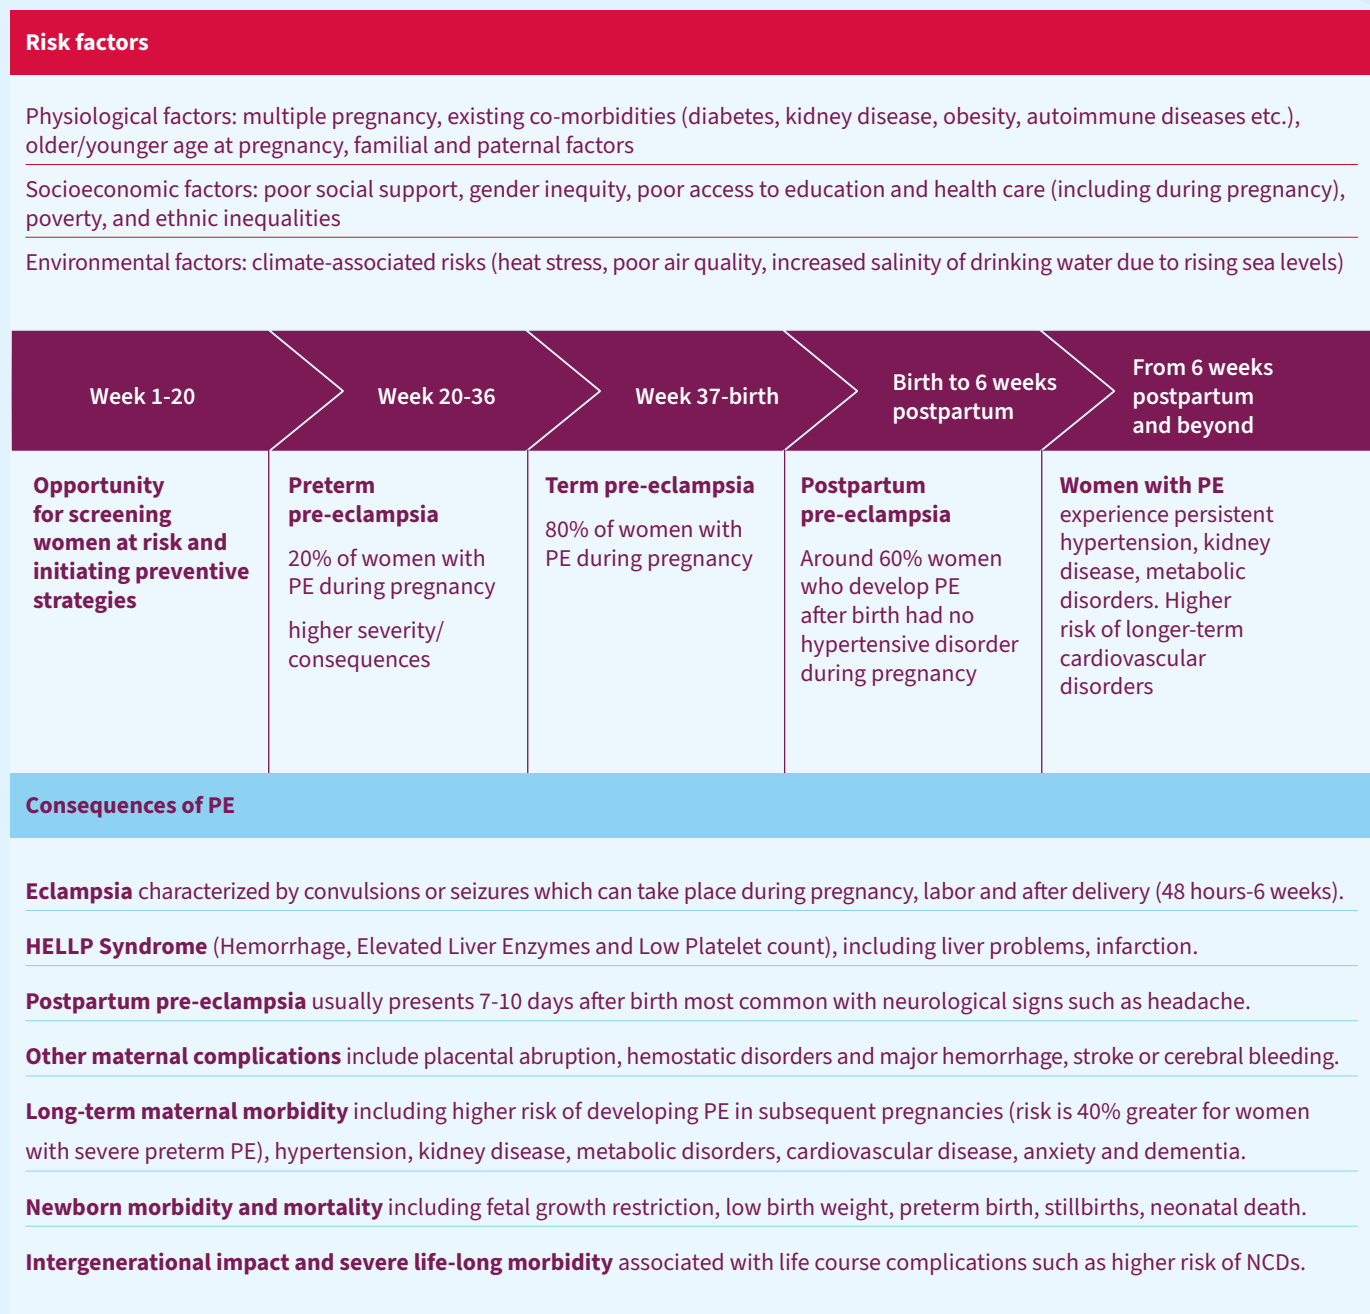 Risk factors
Physiological factors: multiple pregnancy, existing co-morbidities (diabetes, kidney disease, obesity, autoimmune diseases etc.),
older/younger age at pregnancy, familial and paternal factors
Socioeconomic factors: poor social support, gender inequity, poor access to education and health care (including during pregnancy),
poverty, and ethnic inequalities
Environmental factors: climate-associated risks (heat stress, poor air quality, increased salinity of drinking water due to rising sea levels)
Week 1-20
Week 20-36
Week 37-birth
Birth to 6 weeks
postpartum
From 6 weeks
postpartum
and beyond
Opportunity
for screening
women at risk and
initiating preventive
strategies
Preterm
pre-eclampsia
20% of women with
PE during pregnancy
higher severity/
consequences
Term pre-eclampsia
80% of women with
PE during pregnancy
Postpartum
pre-eclampsia
Around 60% women
who develop PE
after birth had no
hypertensive disorder
during pregnancy
Women with PE
experience persistent
hypertension, kidney
disease, metabolic
disorders. Higher
risk of longer-term
cardiovascular
disorders
Consequences of PE
Eclampsia characterized by convulsions or seizures which can take place during pregnancy, labor and after delivery (48 hours-6 weeks).
HELLP Syndrome (Hemorrhage, Elevated Liver Enzymes and Low Platelet count), including liver problems, infarction.
Postpartum pre-eclampsia usually presents 7-10 days after birth most common with neurological signs such as headache.
Other maternal complications include placental abruption, hemostatic disorders and major hemorrhage, stroke or cerebral bleeding.
Long-term maternal morbidity including higher risk of developing PE in subsequent pregnancies (risk is 40% greater for women
with severe preterm PE), hypertension, kidney disease, metabolic disorders, cardiovascular disease, anxiety and dementia.
Newborn morbidity and mortality including fetal growth restriction, low birth weight, preterm birth, stillbirths, neonatal death.
Intergenerational impact and severe life-long morbidity associated with life course complications such as higher risk of NCDs.